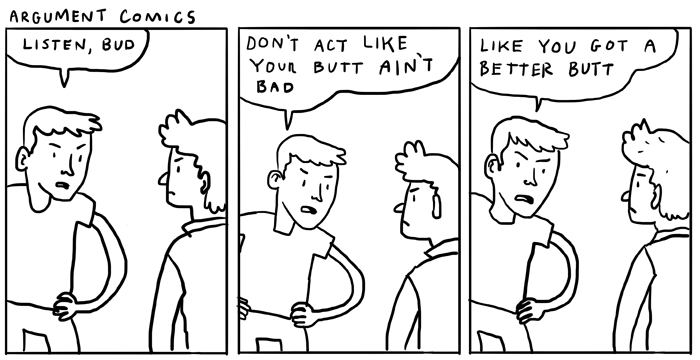 ARGUMENT COMICS
LISTEN, BUD
DON'T ACT LIKE
YOUR BUTT AIN'T
BAD
LIKE YOU GOT A
BETTER BUTT